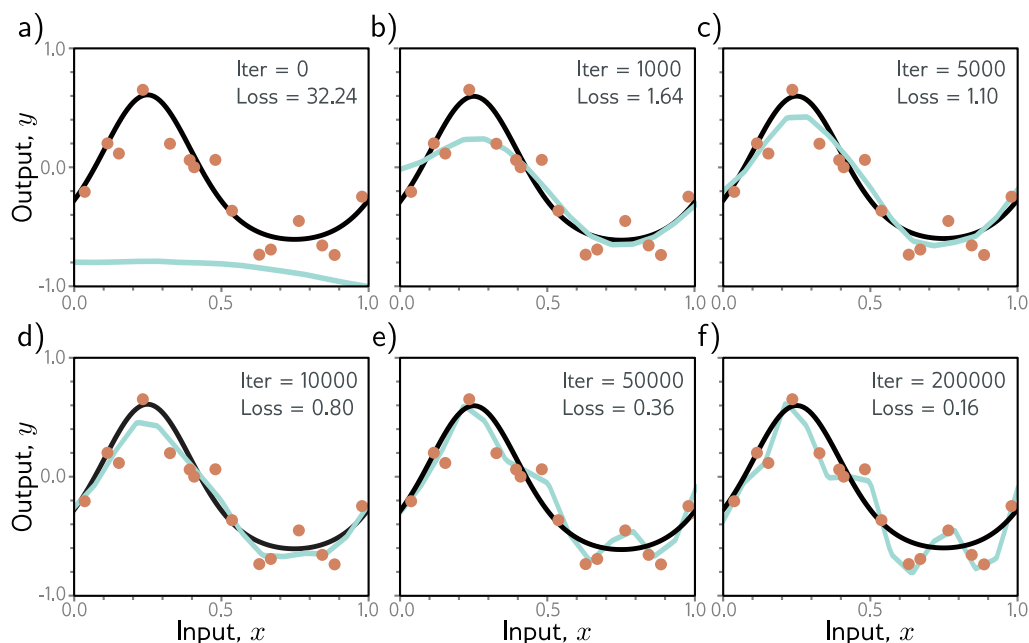 a)
Iter = 0
Loss = 32.24
b)
Iter = 1000
Loss = 1.64
c)
Iter = 5000
Loss = 1.10
Output, y
1.0
0.0
-1.0
0.0 0.5 1.0
0.0 0.5 1.0
0.0 0.5 1.0
d)
Iter = 10000
Loss = 0.80
e)
Iter = 50000
Loss = 0.36
f)
Iter = 200000
Loss = 0.16
Output, y
1.0
0.0
-1.0
0.0 0.5 1.0
0.0 0.5 1.0
0.0 0.5 1.0
Input, x
Input, x
Input, x